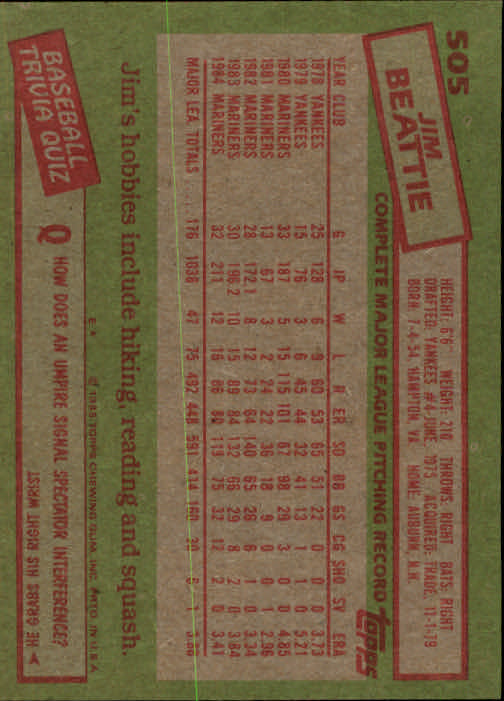 505
JIM
BEATTIE
HEIGHT: 6'6" WEIGHT: 210 THROWS: RIGHT BATS: RIGHT
DRAFTED: YANKEES #4-JUNE 1975 ACQUIRED: TRADE, 11-1-79
BORN: 7-4-54, HAMPTON, VA. HOME: AUBURN, N.H.
COMPLETE MAJOR LEAGUE PITCHING RECORD topps
YEAR CLUB G IP W L R ER SO BB GS CG SHO SV ERA
1978 YANKEES 25 128 6 9 60 53 65 51 22 0 0 0 3.73
1979 YANKEES 15 76 3 6 45 44 32 41 13 1 1 0 5.21
1980 MARINERS 33 187 5 15 115 101 67 98 29 3 0 0 4.85
1981 MARINERS 13 67 3 2 24 22 36 18 9 0 0 1 2.96
1982 MARINERS 28 172.1 8 12 73 64 140 65 26 6 1 0 3.34
1983 MARINERS 30 196.2 10 15 89 84 132 66 29 8 2 0 3.84
1984 MARINERS 32 211 12 16 86 80 119 75 32 12 2 0 3.41
MAJOR LEA. TOTALS 176 1038 47 75 492 448 591 414 160 30 6 1 3.88
Jim's hobbies include hiking, reading and squash.
E* © 1985 TOPPS CHEWING GUM, INC. PRTD. IN U.S.A.
BASEBALL
TRIVIA QUIZ
Q HOW DOES AN UMPIRE SIGNAL SPECTATOR INTERFERENCE?
HE GRABS HIS RIGHT WRIST